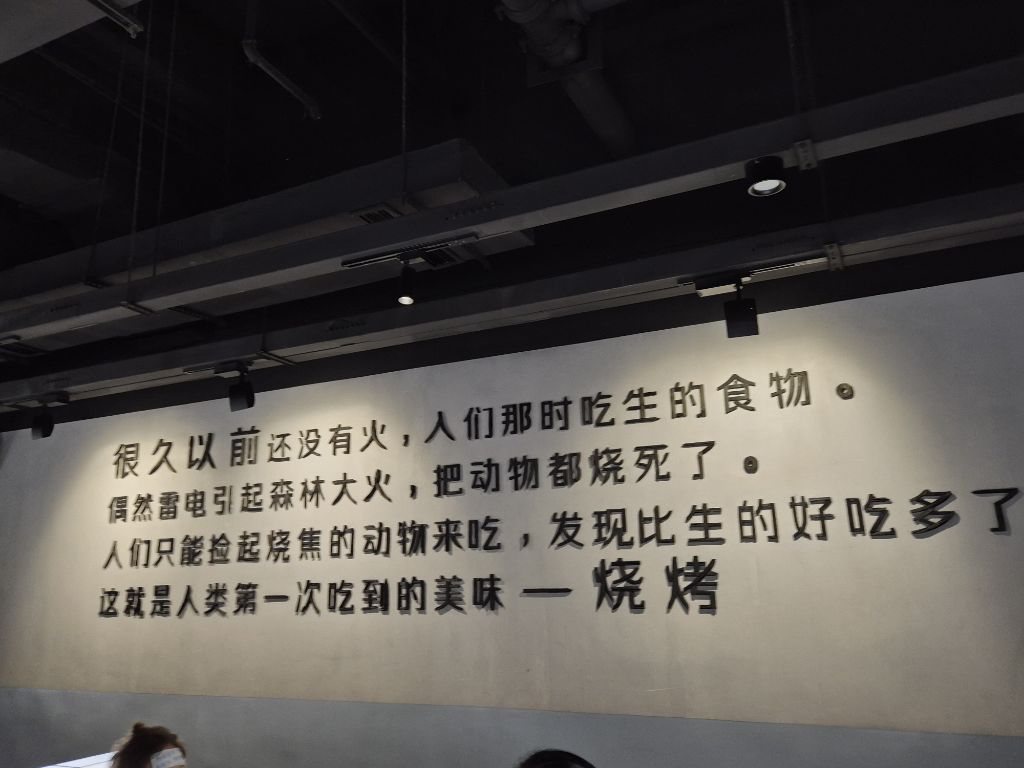 很久以前还没有火，人们那时吃生的食物。
偶然雷电引起森林大火，把动物都烧死了。
人们只能捡起烧焦的动物来吃，发现比生的好吃多了
这就是人类第一次吃到的美味一烧烤